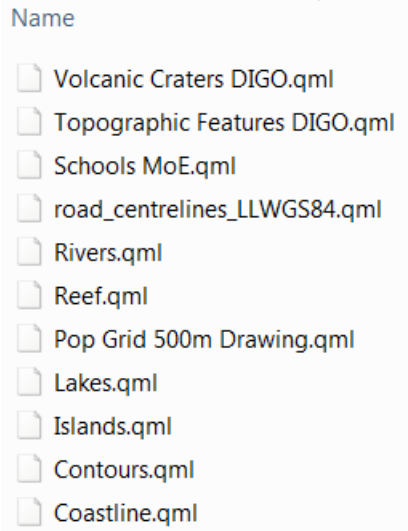 Name
Volcanic Craters DIGO.qml
Topographic Features DIGO.qml
Schools MoE.qml
road_centrelines_LLWGS84.qml
Rivers.qml
Reef.qml
Pop Grid 500m Drawing.qml
Lakes.qml
Islands.qml
Contours.qml
Coastline.qml